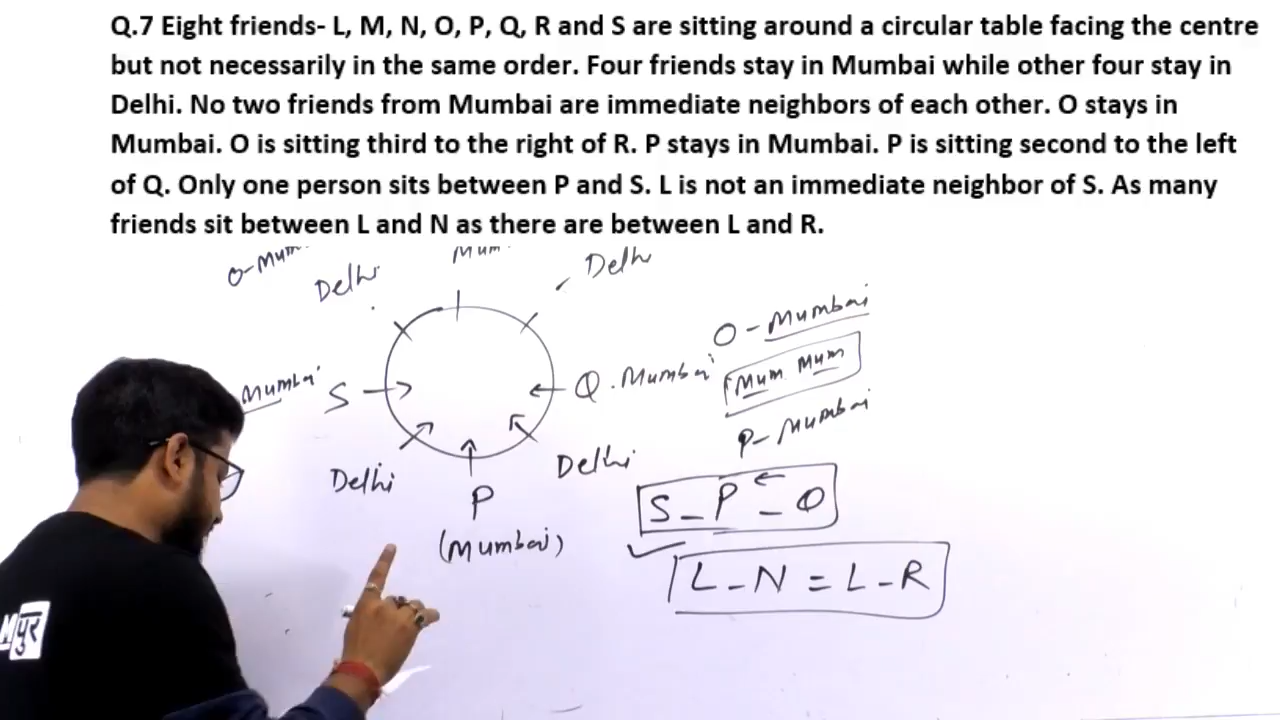 Q.7 Eight friends- L, M, N, O, P, Q, R and S are sitting around a circular table facing the centre
but not necessarily in the same order. Four friends stay in Mumbai while other four stay in
Delhi. No two friends from Mumbai are immediate neighbors of each other. O stays in
Mumbai. O is sitting third to the right of R. P stays in Mumbai. P is sitting second to the left
of Q. Only one person sits between P and S. L is not an immediate neighbor of S. As many
friends sit between L and N as there are between L and R.
Delhi
O - Mumbai
Mumbai
S
Q. Mumbai
Mum Mum
P - Mumbai
Delhi
Delhi
P
(Mumbai)
S - P - Q
L - N = L - R
पुर